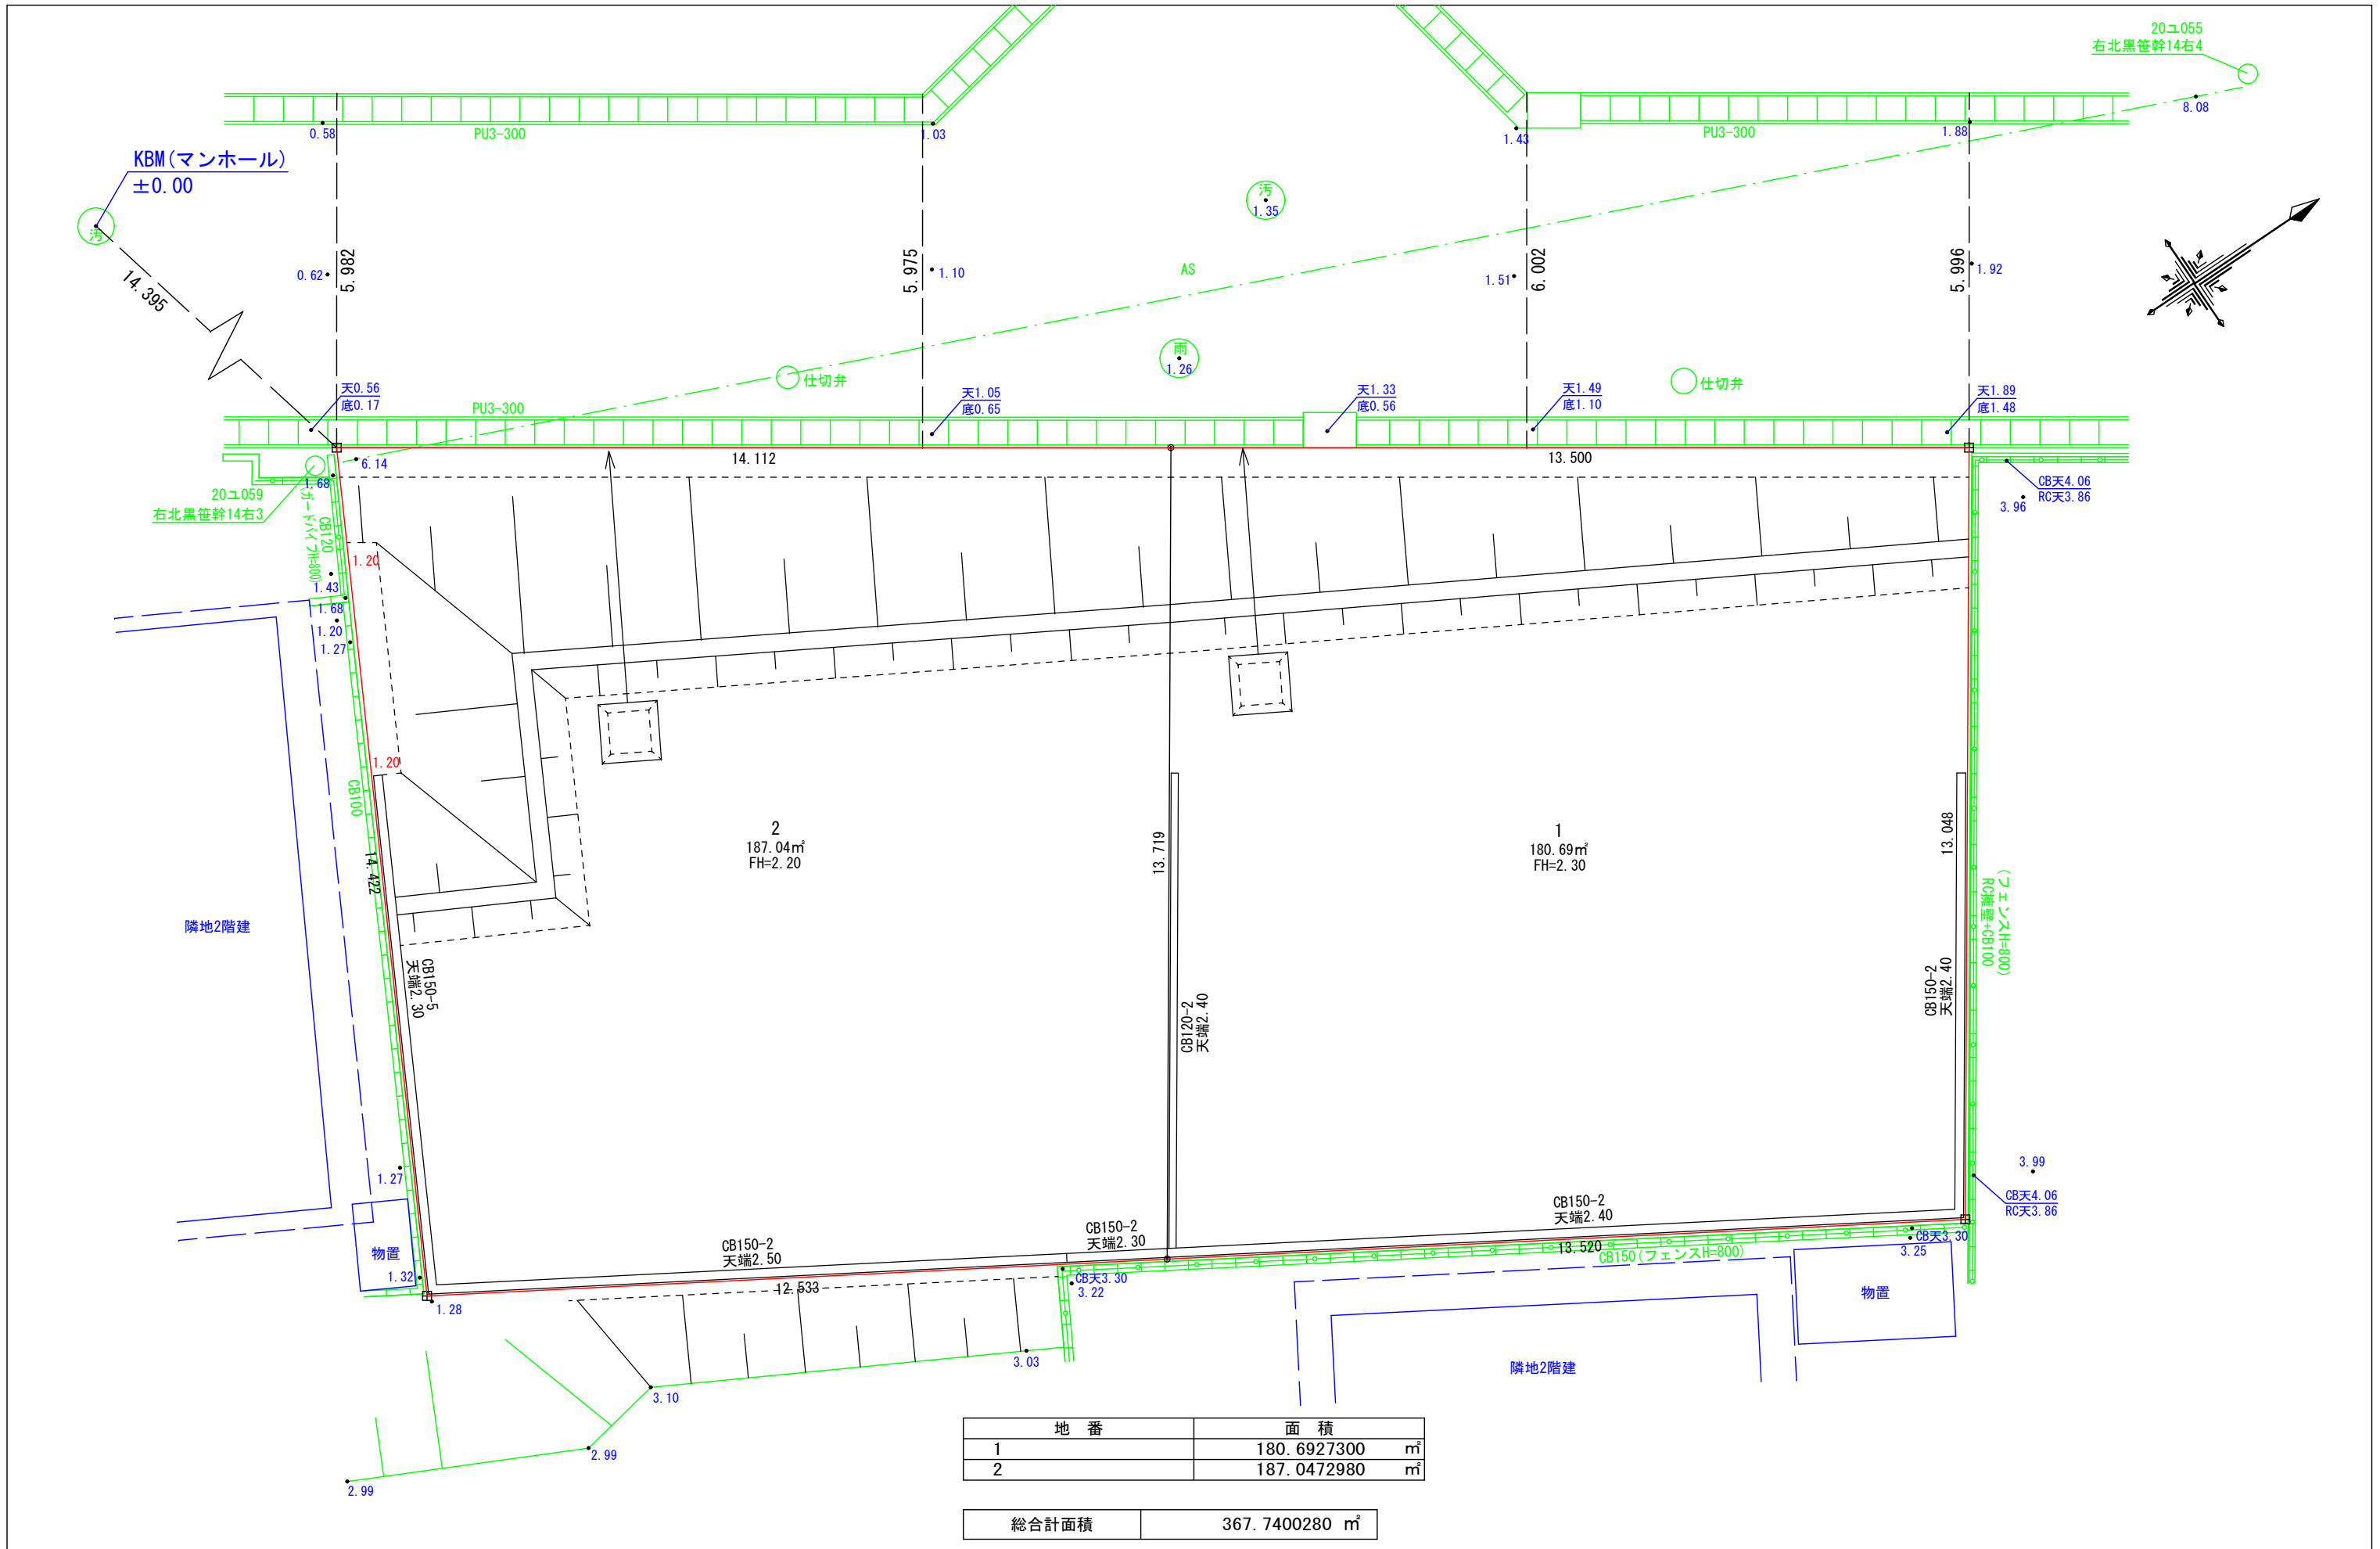 20ユ055
右北黒笹幹14右4
8.08
0.58
PU3-300
1.03
1.43
PU3-300
1.88
KBM(マンホール)
±0.00
汚
汚
1.35
14.395
0.62
5.982
5.975
1.10
AS
1.51
6.002
5.996
1.92
雨
1.26
仕切弁
仕切弁
天0.56
底0.17
PU3-300
天1.05
底0.65
天1.33
底0.56
天1.49
底1.10
天1.89
底1.48
6.14
14.112
13.500
1.68
20ユ059
右北黒笹幹14右3
CB120
(ガードパイプH=800)
CB天4.06
RC天3.86
3.96
1.20
1.43
1.68
1.20
1.27
1.20
CB100
14.422
2
187.04㎡
FH=2.20
13.719
1
180.69㎡
FH=2.30
13.048
隣地2階建
CB150-5
天端2.30
CB120-2
天端2.40
CB150-2
天端2.40
(フェンスH=800)
RC擁壁+CB100
1.27
3.99
CB天4.06
RC天3.86
物置
1.32
1.28
CB150-2
天端2.50
CB150-2
天端2.30
CB150-2
天端2.40
13.520
CB150(フェンスH=800)
CB天3.30
3.25
12.533
CB天3.30
3.22
物置
3.03
3.10
隣地2階建
2.99
2.99
地 番 面 積
1 180.6927300 ㎡
2 187.0472980 ㎡
総合計面積 367.7400280 ㎡